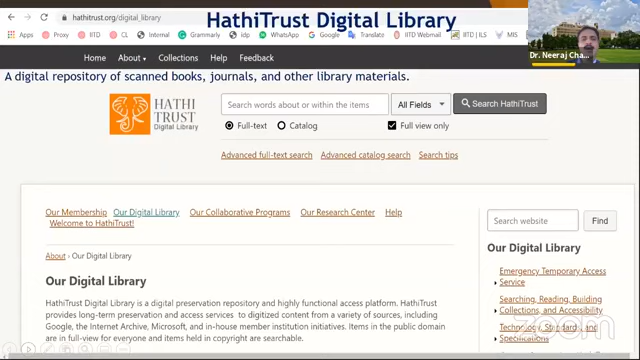 hathitrust.org/digital_library
HathiTrust Digital Library
Apps Proxy IITD. CL Internet Grammarly idp WhatsApp G Google Translate IITD Webmail IITD | ILS MIS
Dr. Neeraj Cha...
Home About Collections Help Feedback
A digital repository of scanned books, journals, and other library materials.
HATHI
TRUST
Digital Library
Search words about or within the items All Fields Search HathiTrust
Full-text Catalog Full view only
Advanced full-text search Advanced catalog search Search tips
Our Membership Our Digital Library Our Collaborative Programs Our Research Center Help
Welcome to HathiTrust!
Search website Find
About › Our Digital Library
Our Digital Library
Our Digital Library
HathiTrust Digital Library is a digital preservation repository and highly functional access platform. HathiTrust
provides long-term preservation and access services to digitized content from a variety of sources, including
Google, the Internet Archive, Microsoft, and in-house member institution initiatives. Items in the public domain
are in full-view for everyone and items held in copyright are searchable.
Emergency Temporary Access
Service
Searching, Reading, Building
Collections, and Accessibility
Technology, Standards, and
Specifications
zoom